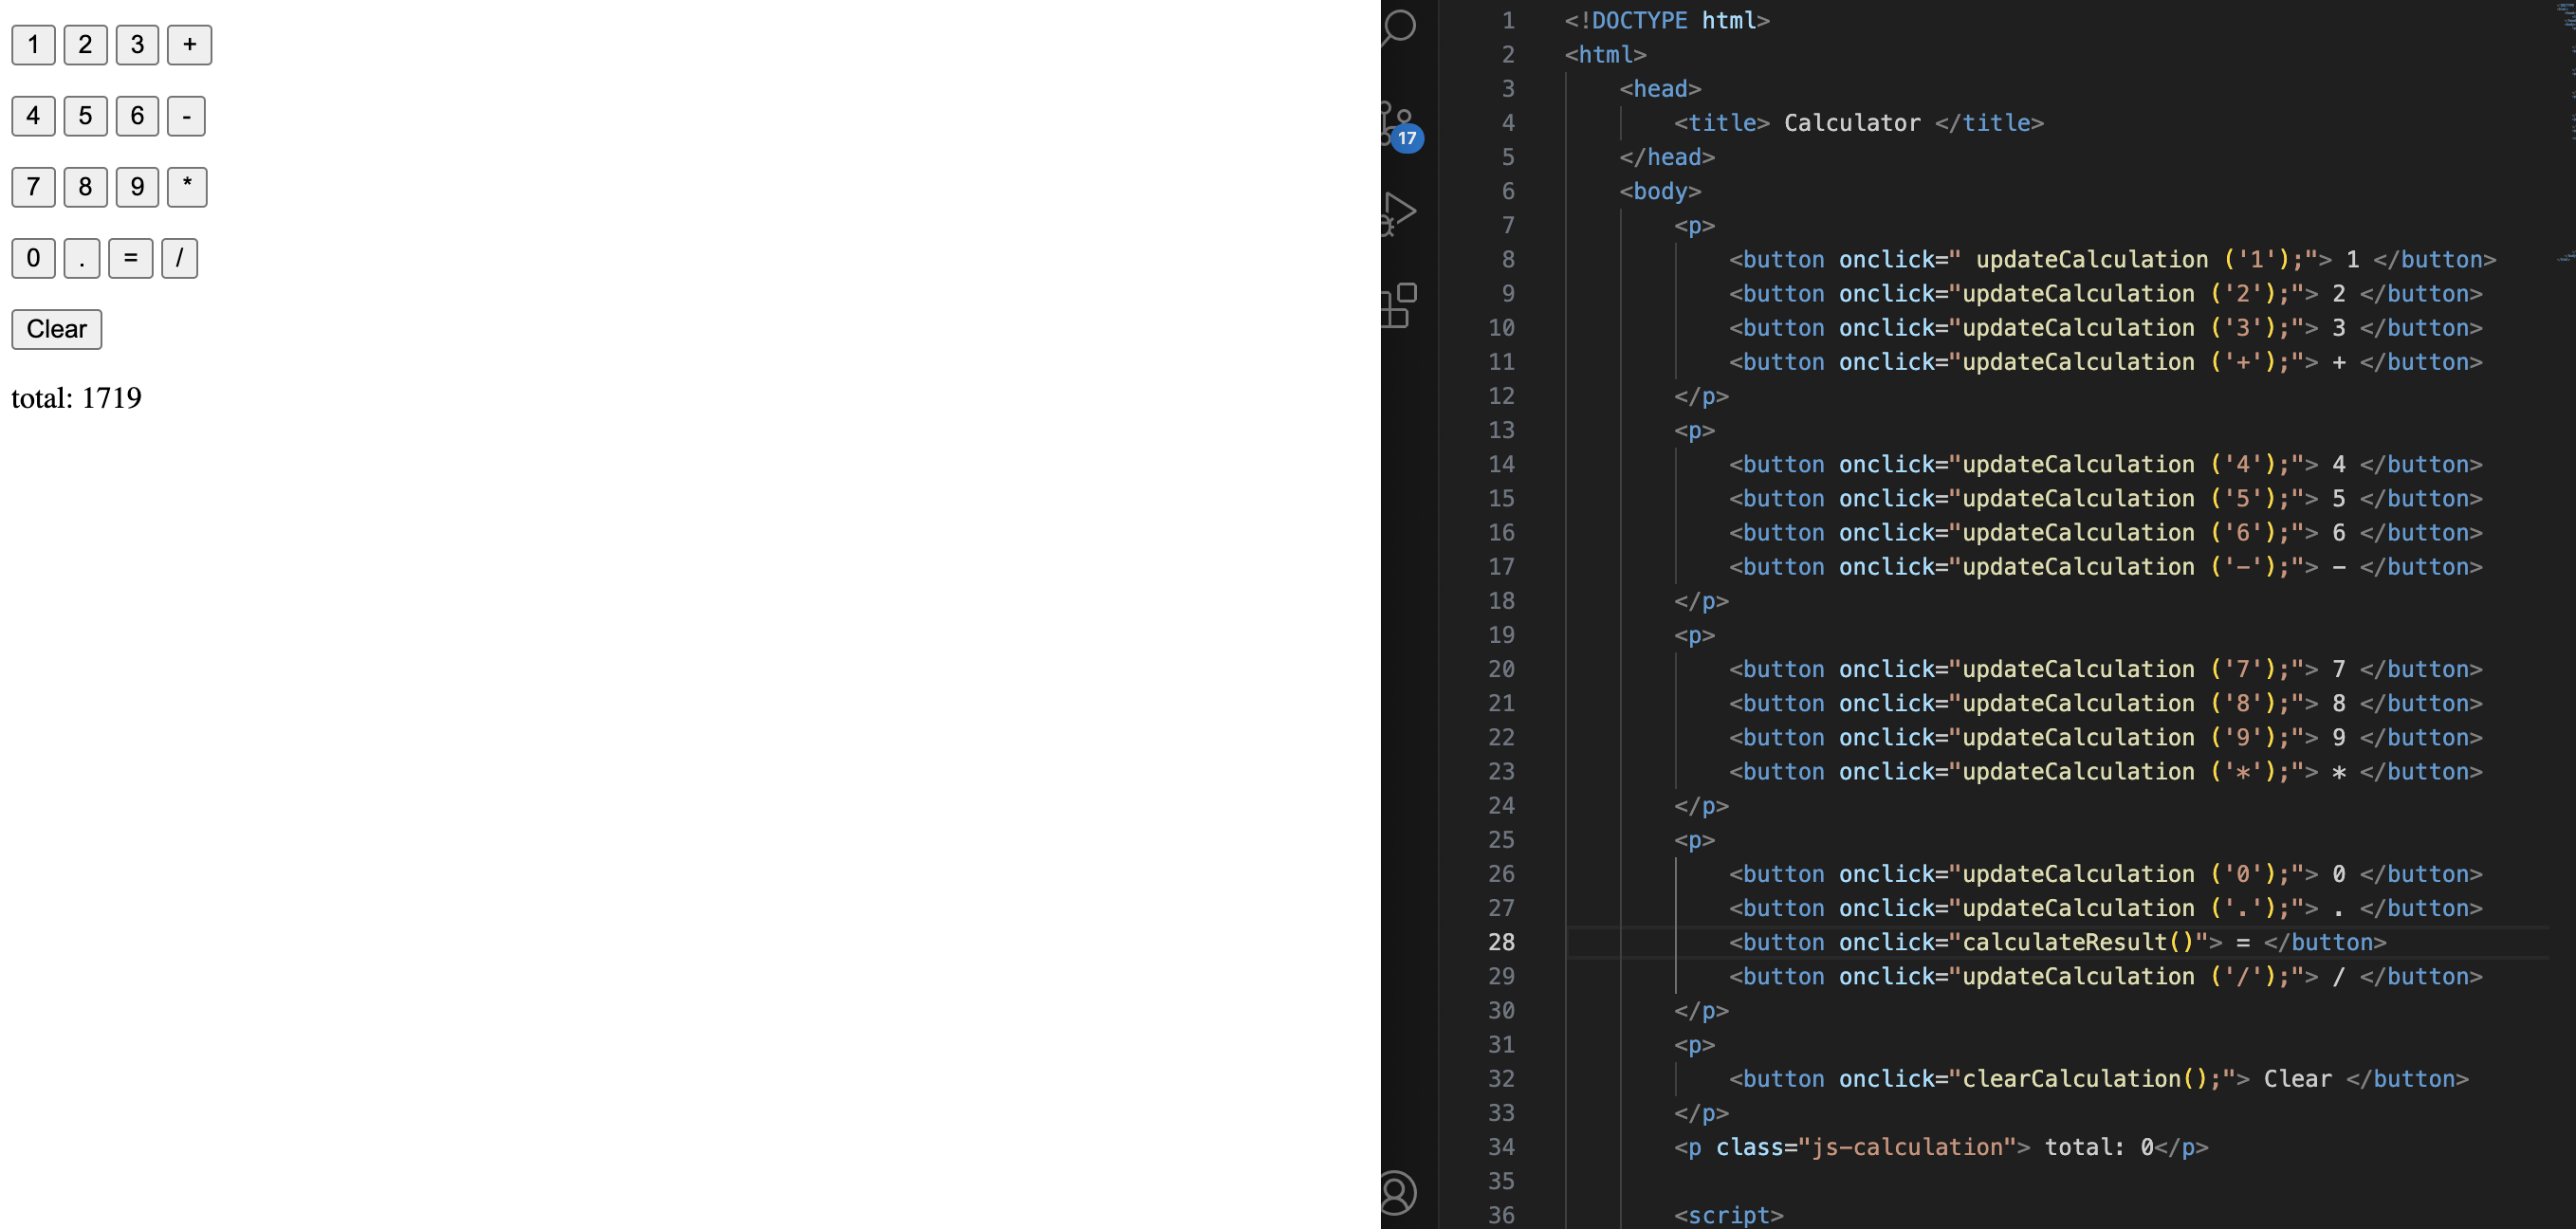 1 2 3 +
4 5 6 -
7 8 9 *
0 . = /
Clear
total: 1719
17
1 <!DOCTYPE html>
2 <html>
3 <head>
4 <title> Calculator </title>
5 </head>
6 <body>
7 <p>
8 <button onclick=" updateCalculation ('1');"> 1 </button>
9 <button onclick="updateCalculation ('2');"> 2 </button>
10 <button onclick="updateCalculation ('3');"> 3 </button>
11 <button onclick="updateCalculation ('+');"> + </button>
12 </p>
13 <p>
14 <button onclick="updateCalculation ('4');"> 4 </button>
15 <button onclick="updateCalculation ('5');"> 5 </button>
16 <button onclick="updateCalculation ('6');"> 6 </button>
17 <button onclick="updateCalculation ('-');"> - </button>
18 </p>
19 <p>
20 <button onclick="updateCalculation ('7');"> 7 </button>
21 <button onclick="updateCalculation ('8');"> 8 </button>
22 <button onclick="updateCalculation ('9');"> 9 </button>
23 <button onclick="updateCalculation ('*');"> * </button>
24 </p>
25 <p>
26 <button onclick="updateCalculation ('0');"> 0 </button>
27 <button onclick="updateCalculation ('.');"> . </button>
28 <button onclick="calculateResult()"> = </button>
29 <button onclick="updateCalculation ('/');"> / </button>
30 </p>
31 <p>
32 <button onclick="clearCalculation();"> Clear </button>
33 </p>
34 <p class="js-calculation"> total: 0</p>
35
36 <script>